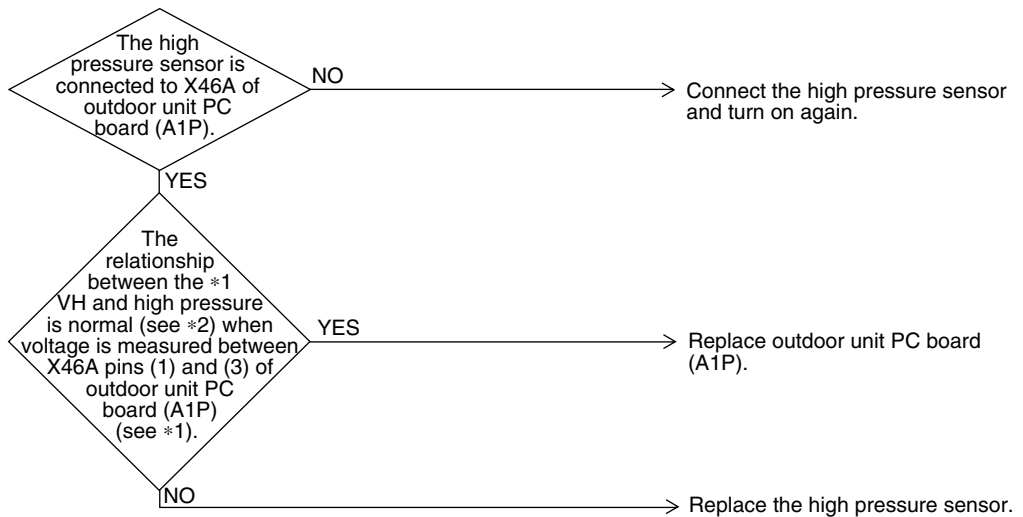 The high
pressure sensor is
connected to X46A of
outdoor unit PC
board (A1P).
NO
Connect the high pressure sensor
and turn on again.
YES
The
relationship
between the *1
VH and high pressure
is normal (see *2) when
voltage is measured between
X46A pins (1) and (3) of
outdoor unit PC
board (A1P)
(see *1).
YES
Replace outdoor unit PC board
(A1P).
NO
Replace the high pressure sensor.